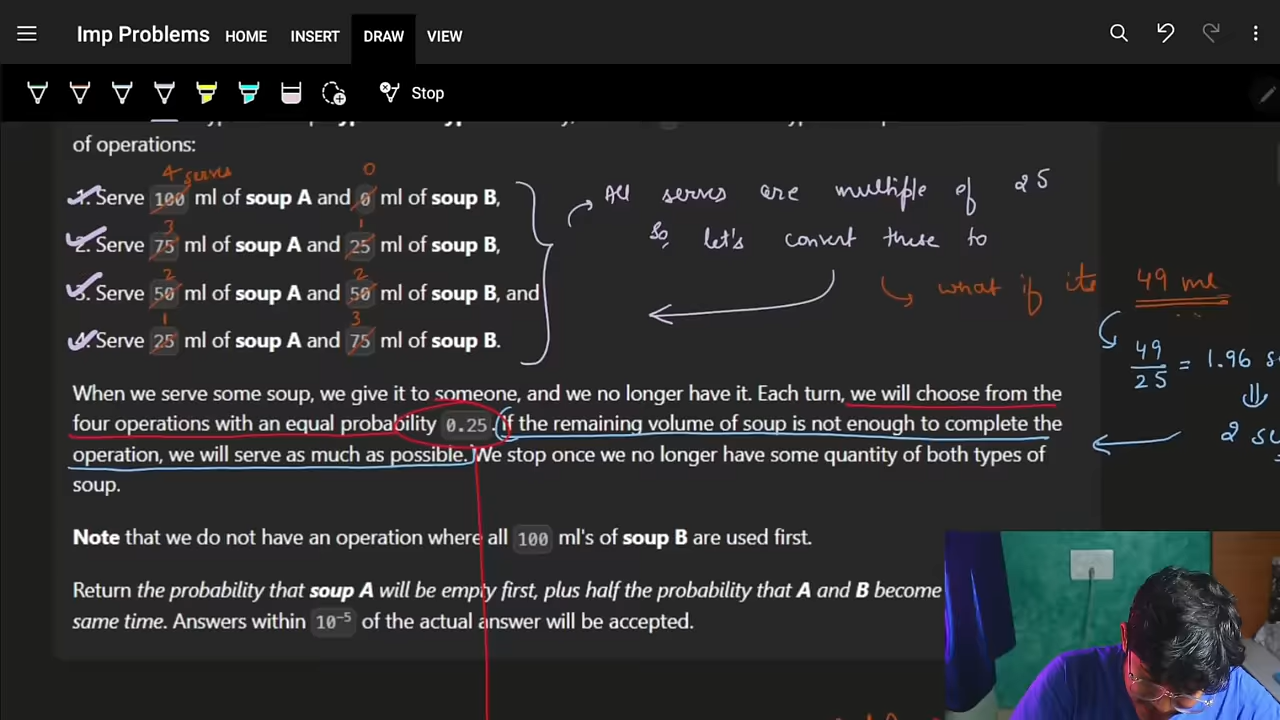 Imp Problems HOME INSERT DRAW VIEW
Stop
of operations:
4 serves 0
1. Serve 100 ml of soup A and 0 ml of soup B,
3 1
2. Serve 75 ml of soup A and 25 ml of soup B,
2 2
3. Serve 50 ml of soup A and 50 ml of soup B, and
1 3
4. Serve 25 ml of soup A and 75 ml of soup B.
All serves are multiple of 25
So, let's convert these to
what if its 49 ml
49/25 = 1.96
2
When we serve some soup, we give it to someone, and we no longer have it. Each turn, we will choose from the
four operations with an equal probability 0.25. If the remaining volume of soup is not enough to complete the
operation, we will serve as much as possible. We stop once we no longer have some quantity of both types of
soup.
Note that we do not have an operation where all 100 ml's of soup B are used first.
Return the probability that soup A will be empty first, plus half the probability that A and B become
same time. Answers within 10⁻⁵ of the actual answer will be accepted.